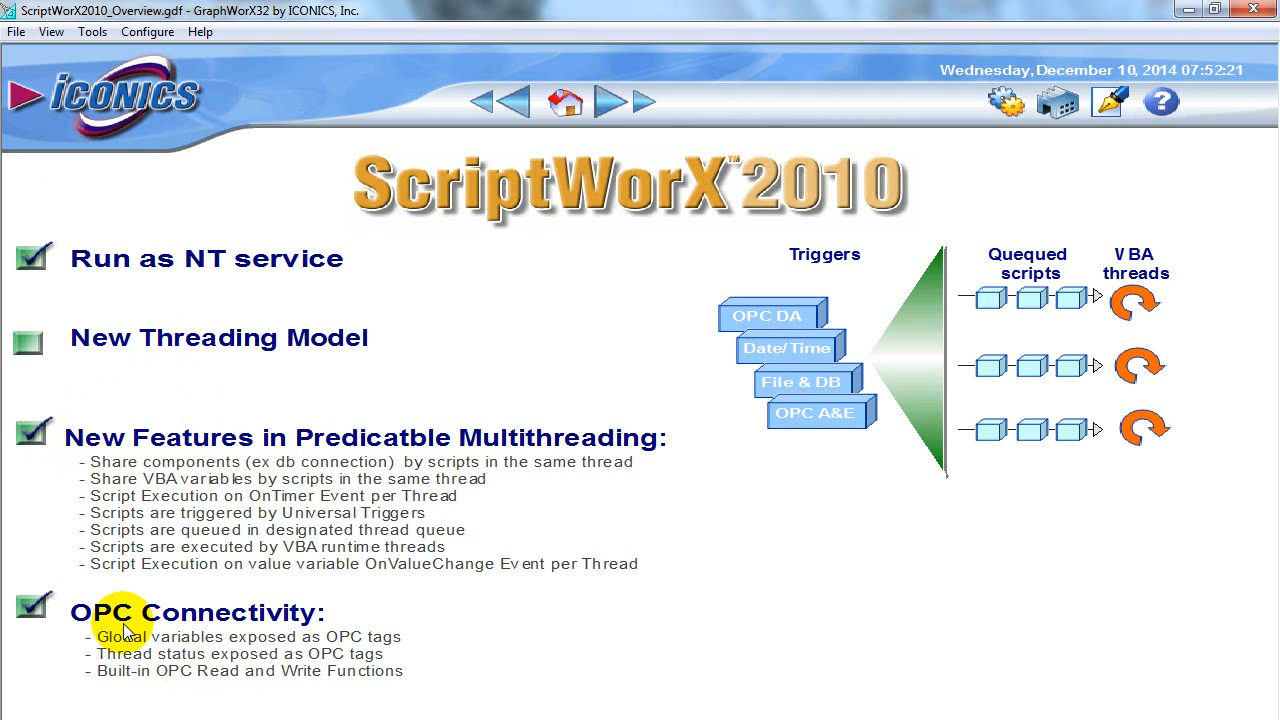 ScriptWorX2010_Overview.gdf - GraphWorX32 by ICONICS, Inc.
File View Tools Configure Help
Wednesday, December 10, 2014 07:52:21
ICONICS
ScriptWorX™2010
Run as NT service
New Threading Model
New Features in Predicatble Multithreading:
- Share components (ex db connection) by scripts in the same thread
- Share VBA variables by scripts in the same thread
- Script Execution on OnTimer Event per Thread
- Scripts are triggered by Universal Triggers
- Scripts are queued in designated thread queue
- Scripts are executed by VBA runtime threads
- Script Execution on value variable OnValueChange Event per Thread
OPC Connectivity:
- Global variables exposed as OPC tags
- Thread status exposed as OPC tags
- Built-in OPC Read and Write Functions
Triggers
OPC DA
Date/Time
File & DB
OPC A&E
Quequed
scripts
VBA
threads